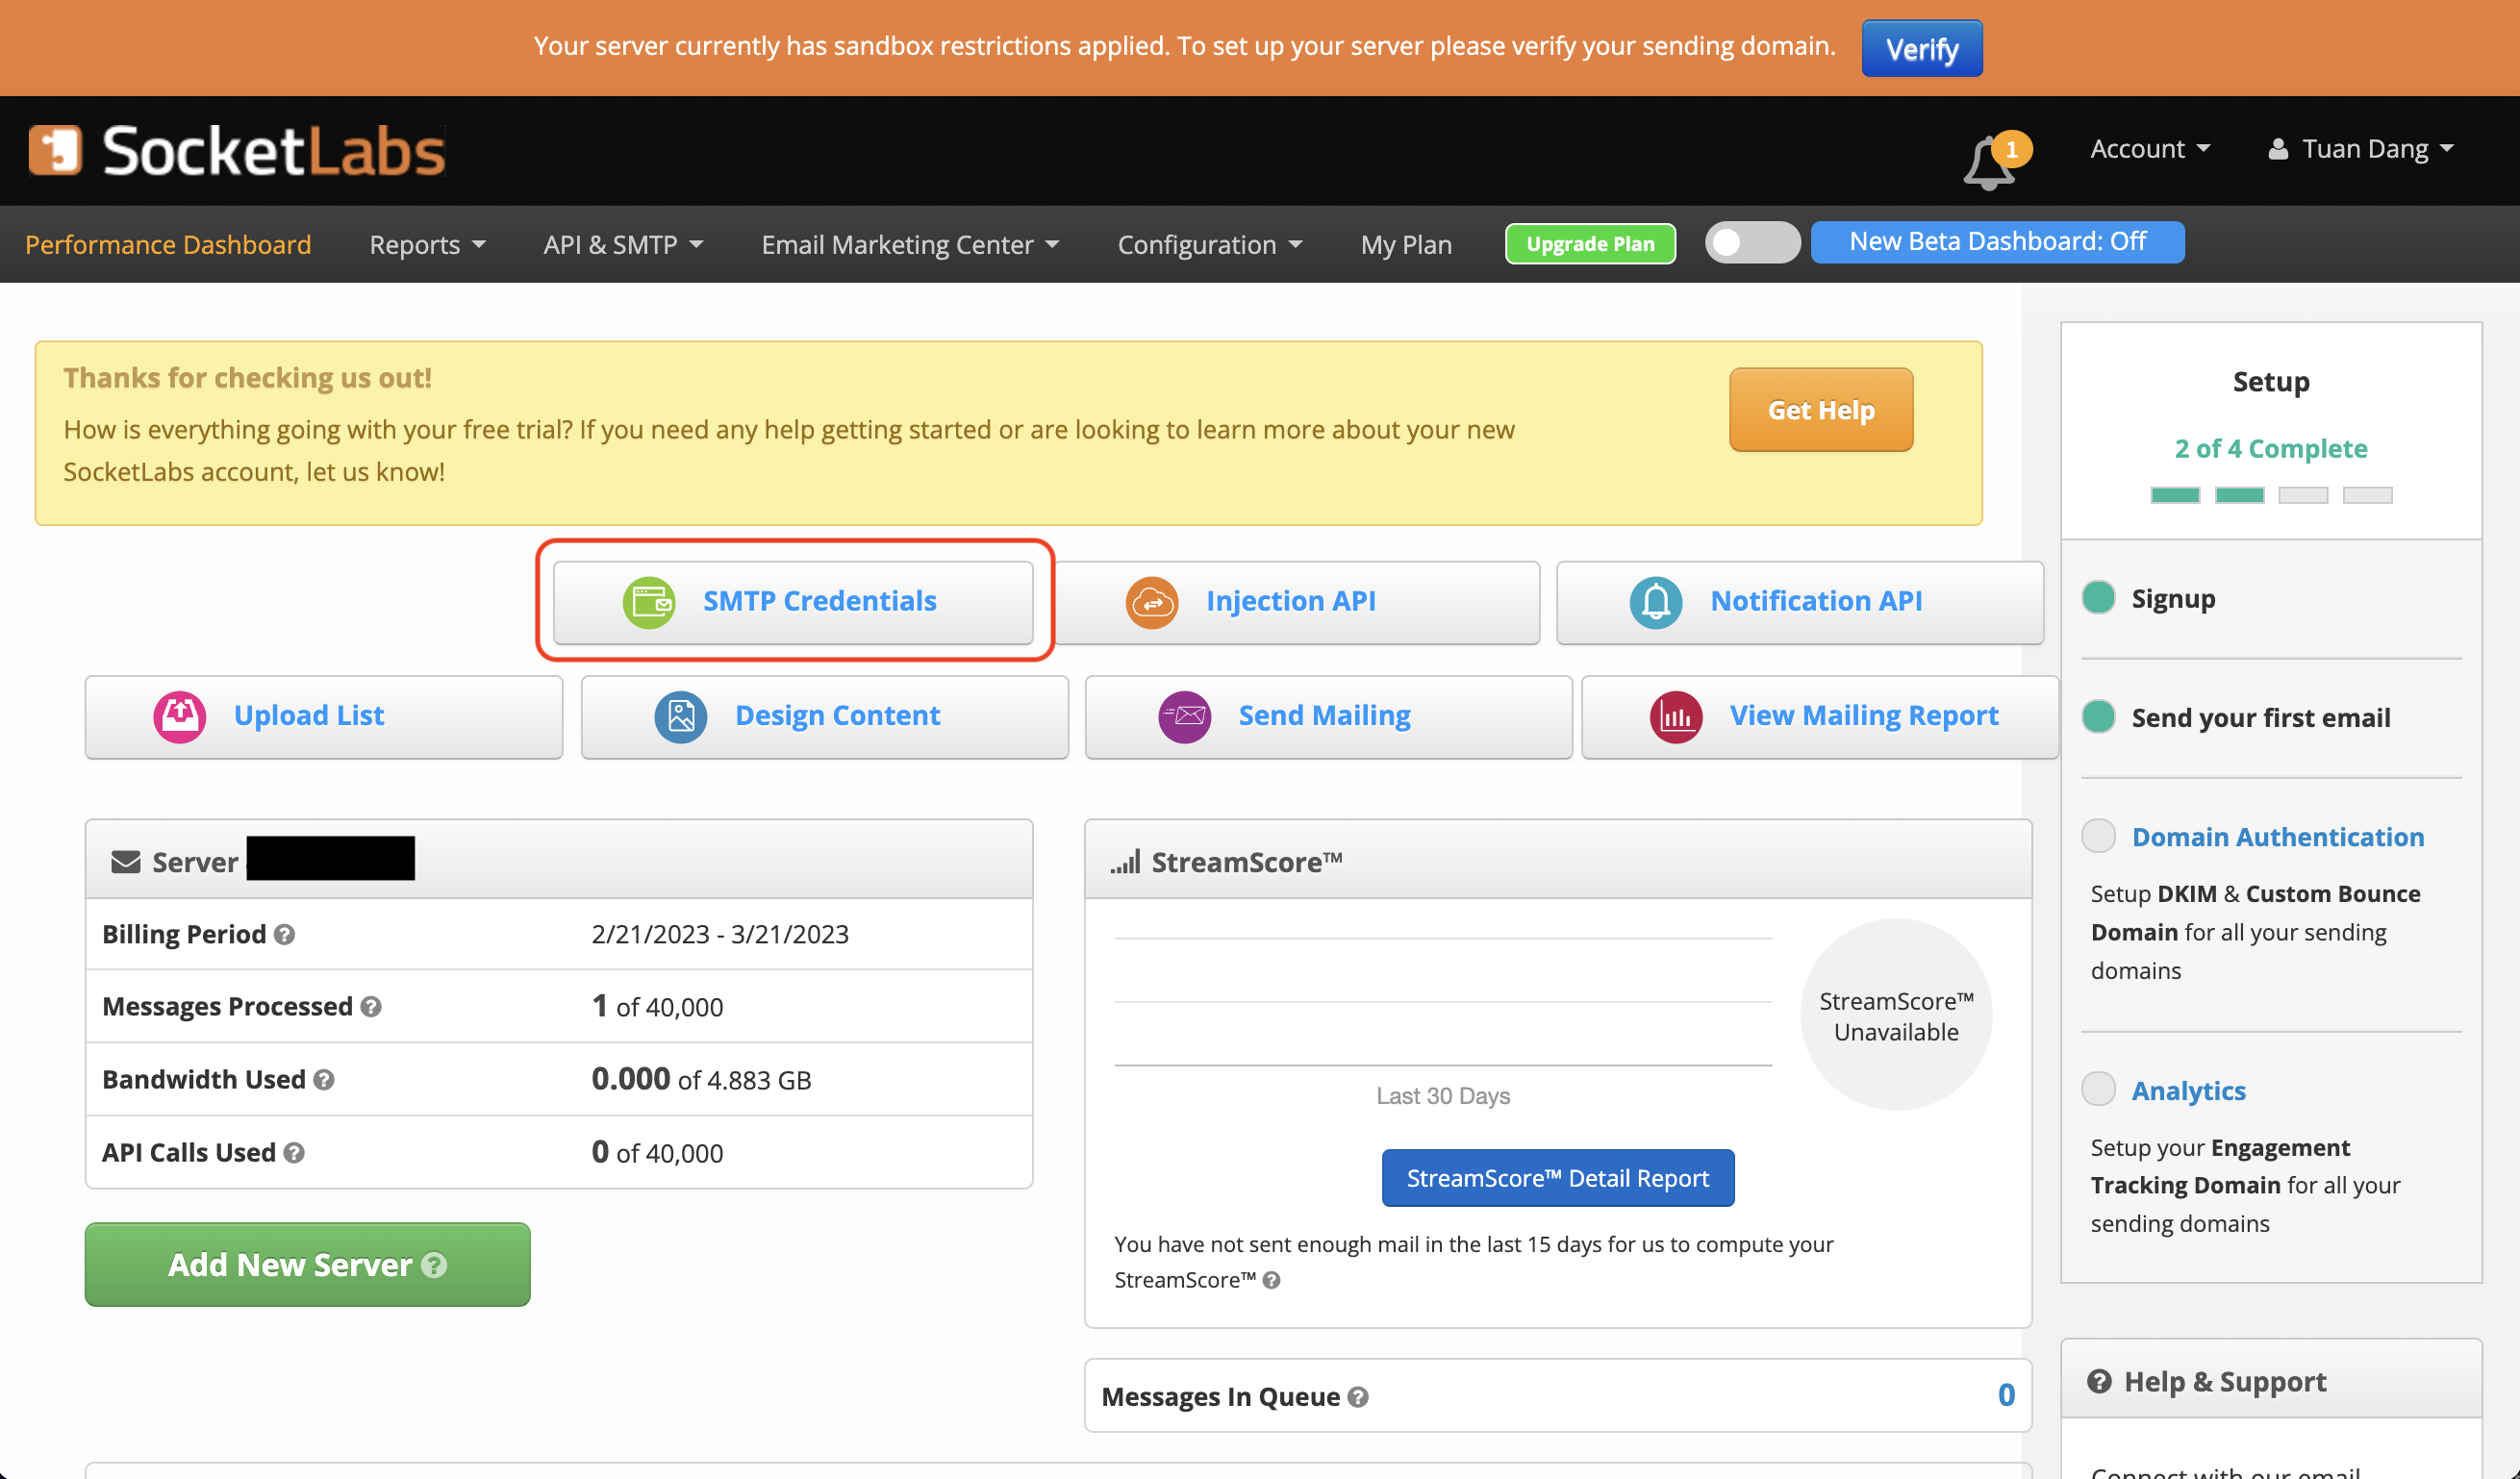 Your server currently has sandbox restrictions applied. To set up your server please verify your sending domain. Verify
SocketLabs
1
Account
Tuan Dang
Performance Dashboard
Reports
API & SMTP
Email Marketing Center
Configuration
My Plan
Upgrade Plan
New Beta Dashboard: Off
Thanks for checking us out!
How is everything going with your free trial? If you need any help getting started or are looking to learn more about your new
SocketLabs account, let us know!
Get Help
SMTP Credentials
Injection API
Notification API
Upload List
Design Content
Send Mailing
View Mailing Report
Server
Billing Period ? 2/21/2023 - 3/21/2023
Messages Processed ? 1 of 40,000
Bandwidth Used ? 0.000 of 4.883 GB
API Calls Used ? 0 of 40,000
Add New Server ?
StreamScore™
StreamScore™
Unavailable
Last 30 Days
StreamScore™ Detail Report
You have not sent enough mail in the last 15 days for us to compute your
StreamScore™ ?
Messages In Queue ? 0
Setup
2 of 4 Complete
Signup
Send your first email
Domain Authentication
Setup DKIM & Custom Bounce
Domain for all your sending
domains
Analytics
Setup your Engagement
Tracking Domain for all your
sending domains
? Help & Support
Connect with our email